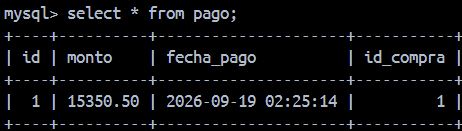 mysql> select * from pago;
+----+----------+---------------------+-----------+
| id | monto    | fecha_pago          | id_compra |
+----+----------+---------------------+-----------+
|  1 | 15350.50 | 2026-09-19 02:25:14 |         1 |
+----+----------+---------------------+-----------+